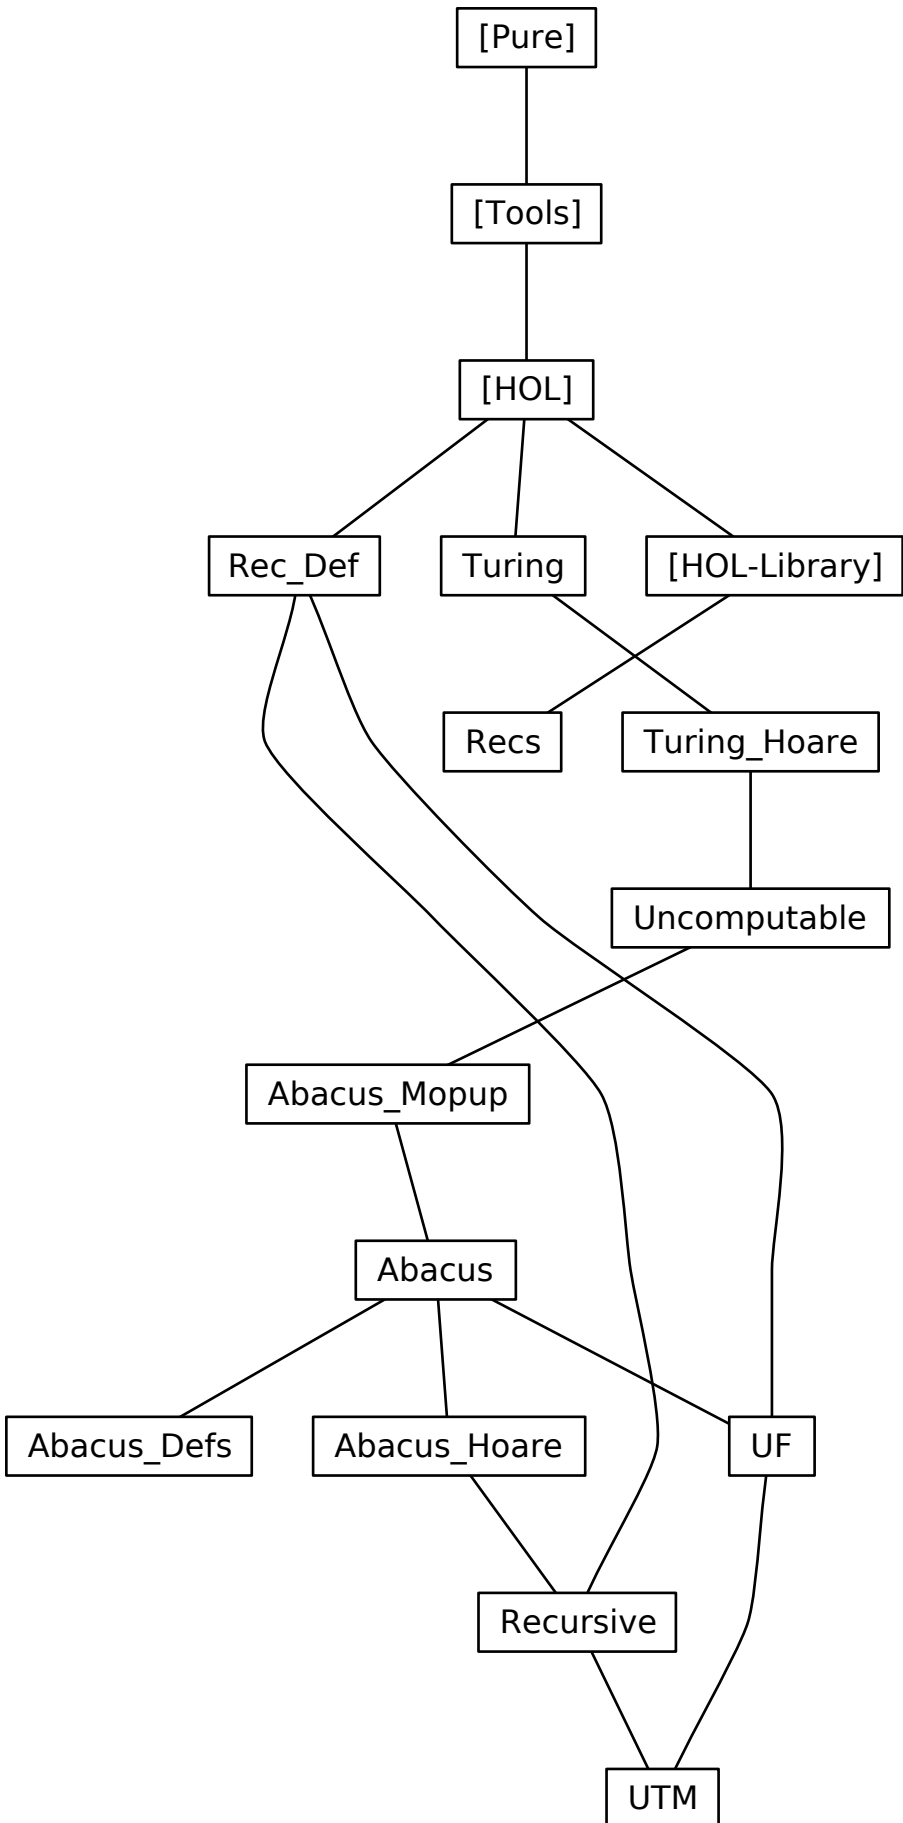 [Pure]
[Tools]
[HOL]
Rec_Def
Turing
[HOL-Library]
Recs
Turing_Hoare
Uncomputable
Abacus_Mopup
Abacus
Abacus_Defs
Abacus_Hoare
UF
Recursive
UTM